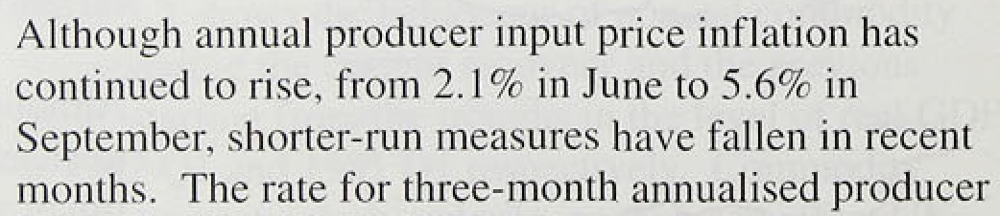 Although annual producer input price inflation has
continued to rise, from 2.1% in June to 5.6% in
September, shorter-run measures have fallen in recent
months.  The rate for three-month annualised producer